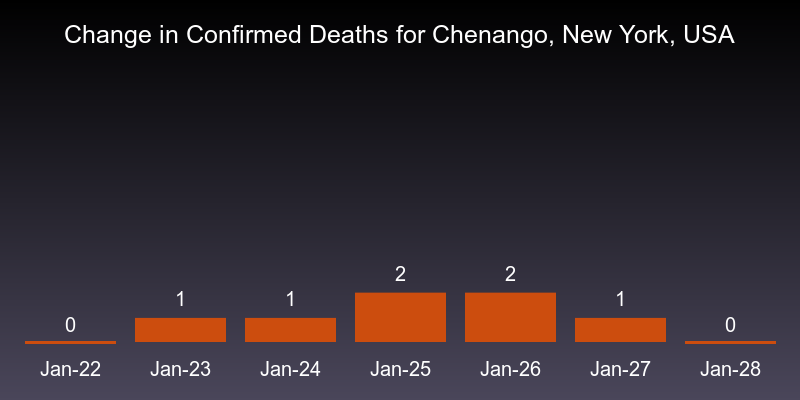 Change in Confirmed Deaths for Chenango, New York, USA
2 2
1 1 1
0 0
Jan-22 Jan-23 Jan-24 Jan-25 Jan-26 Jan-27 Jan-28